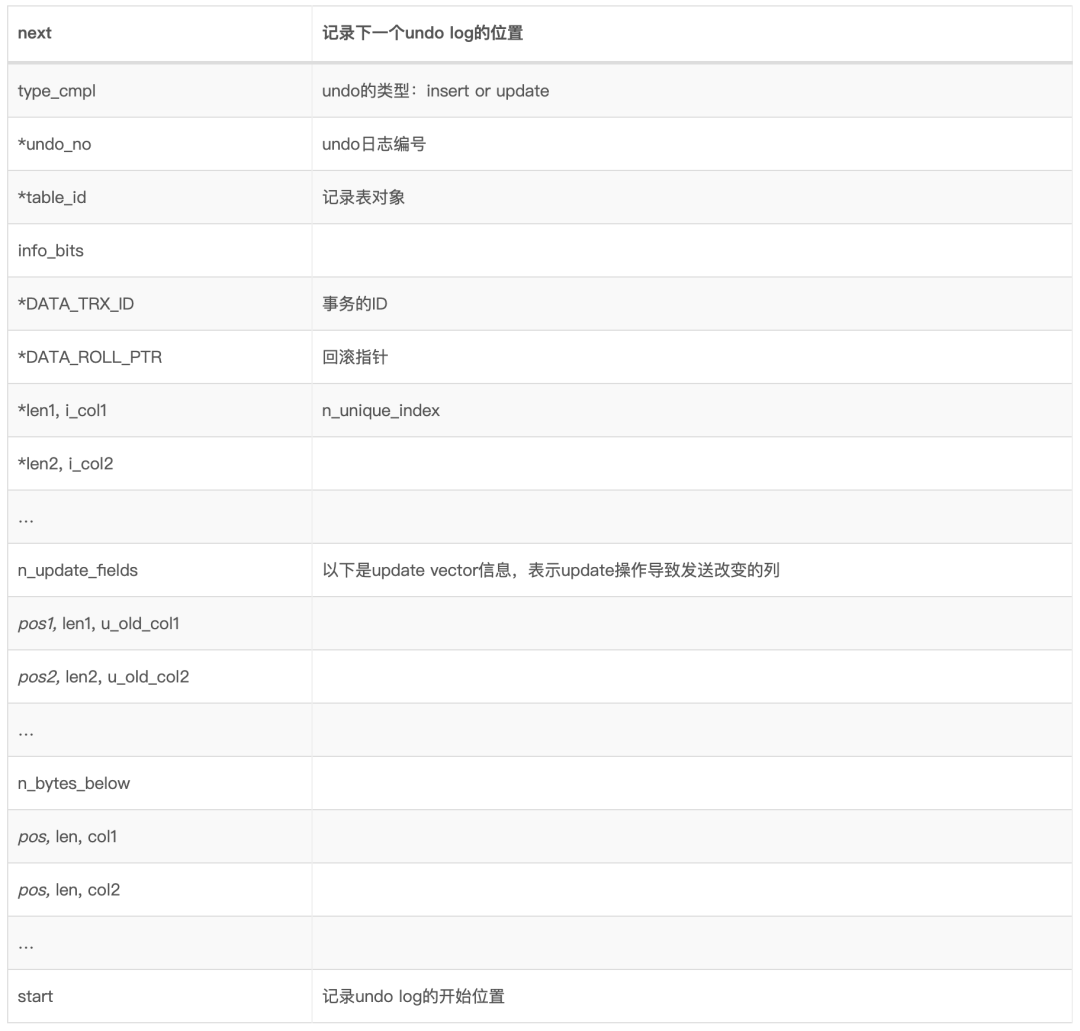 next 记录下一个undo log的位置
type_cmpl undo的类型：insert or update
*undo_no undo日志编号
*table_id 记录表对象
info_bits
*DATA_TRX_ID 事务的ID
*DATA_ROLL_PTR 回滚指针
*len1, i_col1 n_unique_index
*len2, i_col2
…
n_update_fields 以下是update vector信息，表示update操作导致发送改变的列
pos1, len1, u_old_col1
pos2, len2, u_old_col2
…
n_bytes_below
pos, len, col1
pos, len, col2
…
start 记录undo log的开始位置